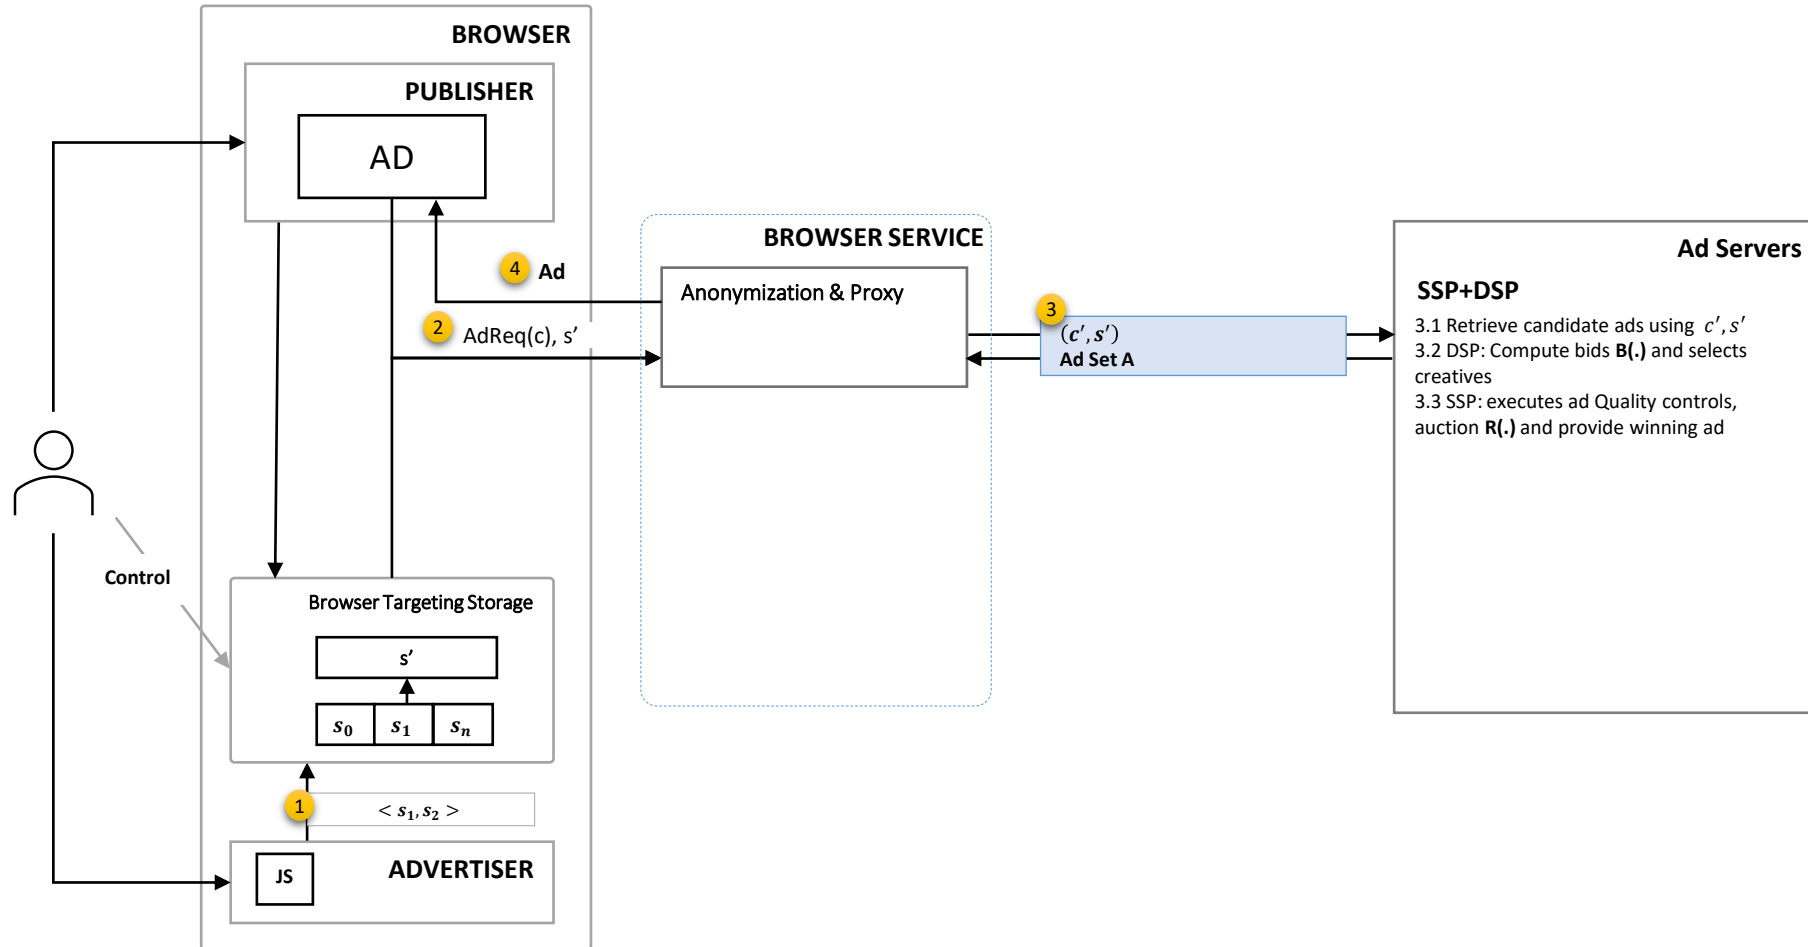 BROWSER
PUBLISHER
AD
4 Ad
2 AdReq(c), s’
BROWSER SERVICE
Anonymization & Proxy
3
(c′, s′)
Ad Set A
Ad Servers
SSP+DSP
3.1 Retrieve candidate ads using c′, s′
3.2 DSP: Compute bids B(.) and selects
creatives
3.3 SSP: executes ad Quality controls,
auction R(.) and provide winning ad
Control
Browser Targeting Storage
s’
s₀ s₁ sₙ
1 < s₁, s₂ >
JS
ADVERTISER